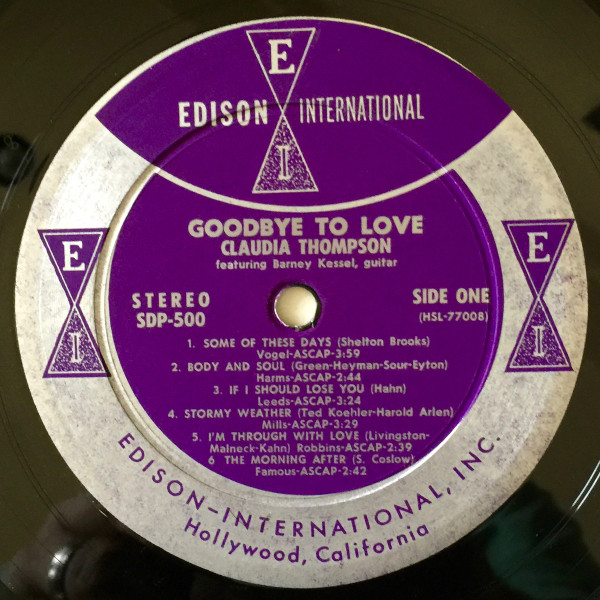 E
EDISON INTERNATIONAL
I
GOODBYE TO LOVE
CLAUDIA THOMPSON
featuring Barney Kessel, guitar
E
I
E
I
STEREO
SDP-500
SIDE ONE
(HSL-77008)
1. SOME OF THESE DAYS (Shelton Brooks)
Vogel-ASCAP-3:59
2. BODY AND SOUL (Green-Heyman-Sour-Eyton)
Harms-ASCAP-2:44
3. IF I SHOULD LOSE YOU (Hahn)
Leeds-ASCAP-3:24
4. STORMY WEATHER (Ted Koehler-Harold Arlen)
Mills-ASCAP-3:29
5. I'M THROUGH WITH LOVE (Livingston-
Malneck-Kahn) Robbins-ASCAP-2:39
6 THE MORNING AFTER (S. Coslow)
Famous-ASCAP-2:42
EDISON-INTERNATIONAL, INC.
Hollywood, California